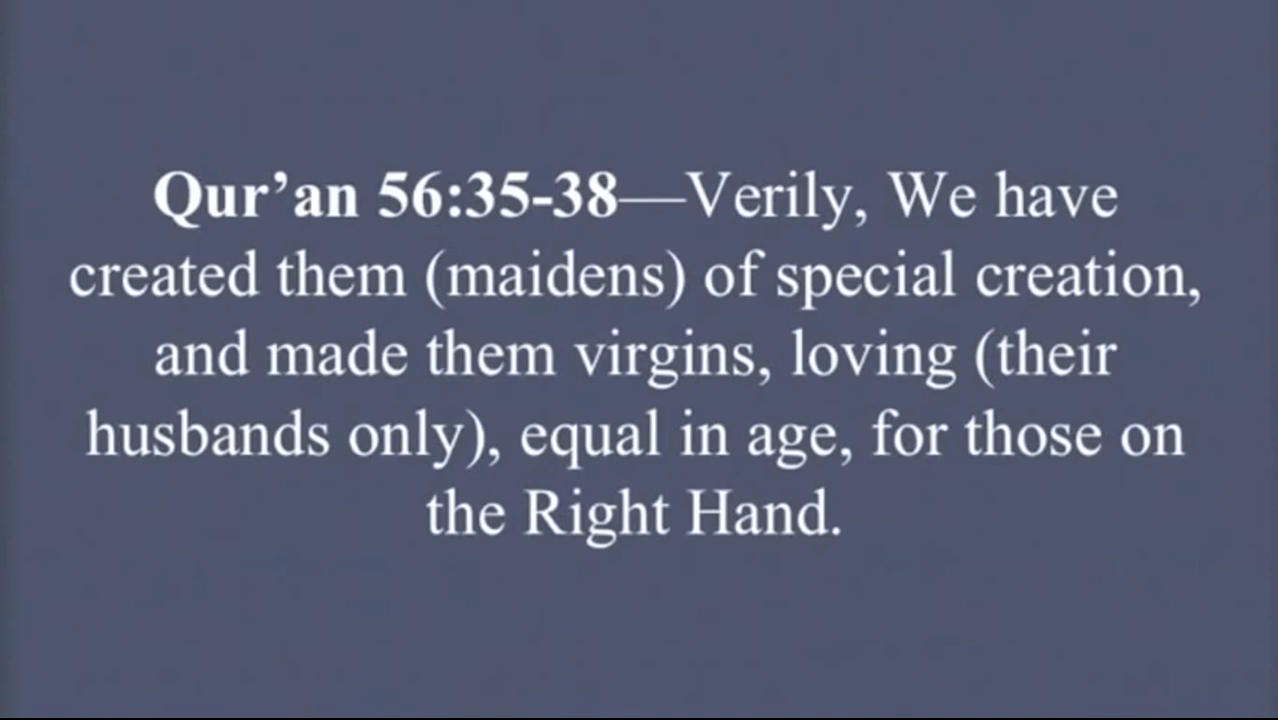 Qur’an 56:35-38—Verily, We have
created them (maidens) of special creation,
and made them virgins, loving (their
husbands only), equal in age, for those on
the Right Hand.